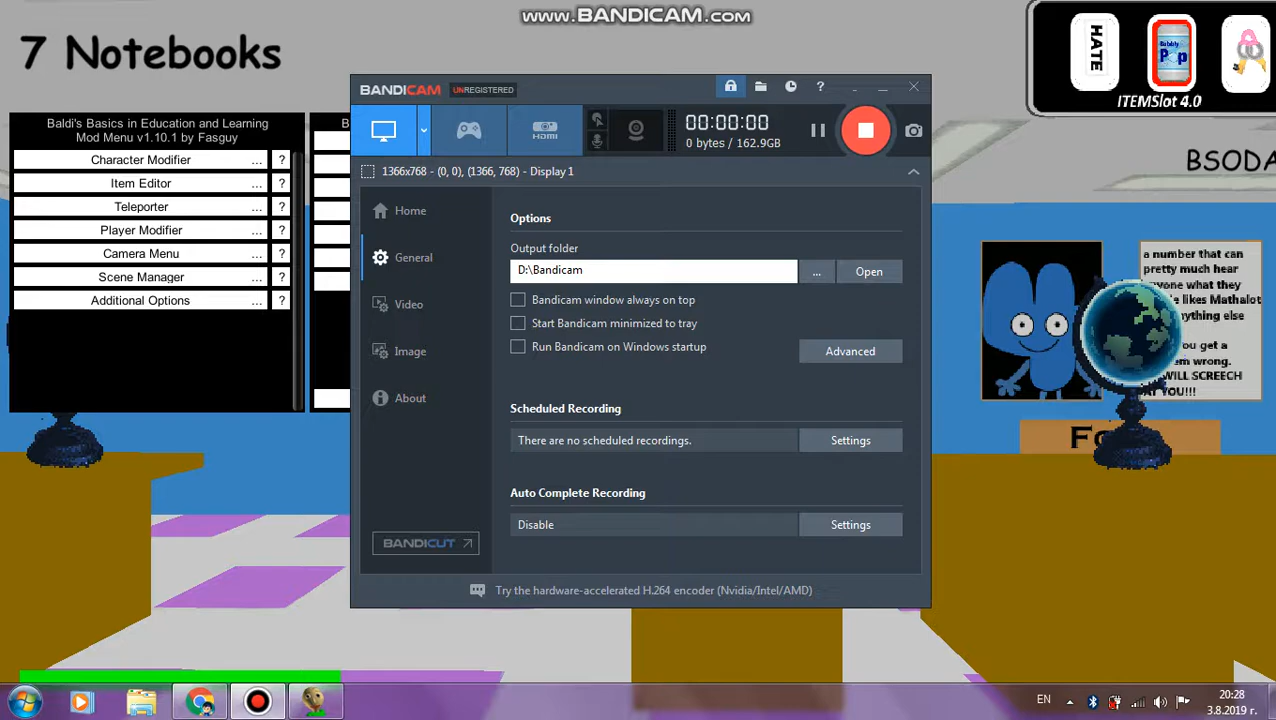 www.BANDICAM.com
7 Notebooks
HATE
Bubbly
Pop
ITEMSlot 4.0
BSODA
Baldi's Basics in Education and Learning
Mod Menu v1.10.1 by Fasguy
Character Modifier ... ?
Item Editor ... ?
Teleporter ... ?
Player Modifier ... ?
Camera Menu ... ?
Scene Manager ... ?
Additional Options ... ?
B
BANDICAM UNREGISTERED
?
HDMI
00:00:00
0 bytes / 162.9GB
1366x768 - (0, 0), (1366, 768) - Display 1
Home
General
Video
Image
About
BANDICUT
Options
Output folder
D:\Bandicam
...
Open
Bandicam window always on top
Start Bandicam minimized to tray
Run Bandicam on Windows startup
Advanced
Scheduled Recording
There are no scheduled recordings.
Settings
Auto Complete Recording
Disable
Settings
Try the hardware-accelerated H.264 encoder (Nvidia/Intel/AMD)
a number that can
pretty much hear
what they
likes Mathalot
else
get a
wrong.
WILL SCREECH
YOU!!!
EN
20:28
3.8.2019 г.